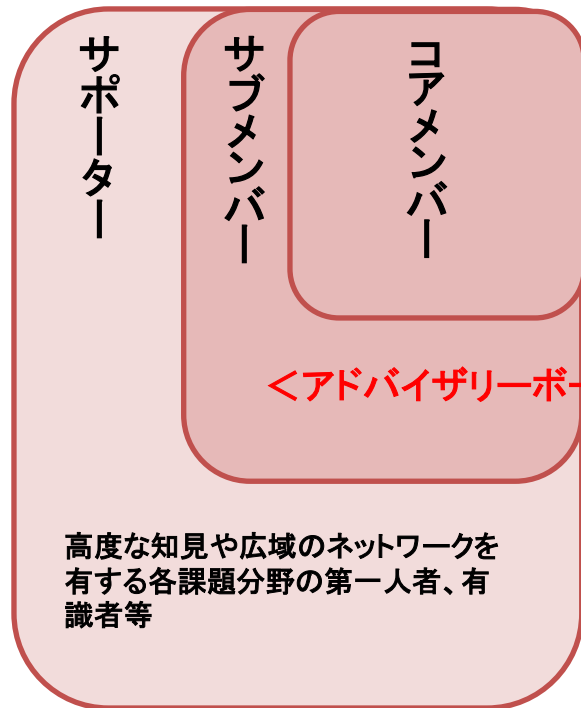 サポーター
サブメンバー
コアメンバー
＜アドバイザリーボー
高度な知見や広域のネットワークを
有する各課題分野の第一人者、有
識者等